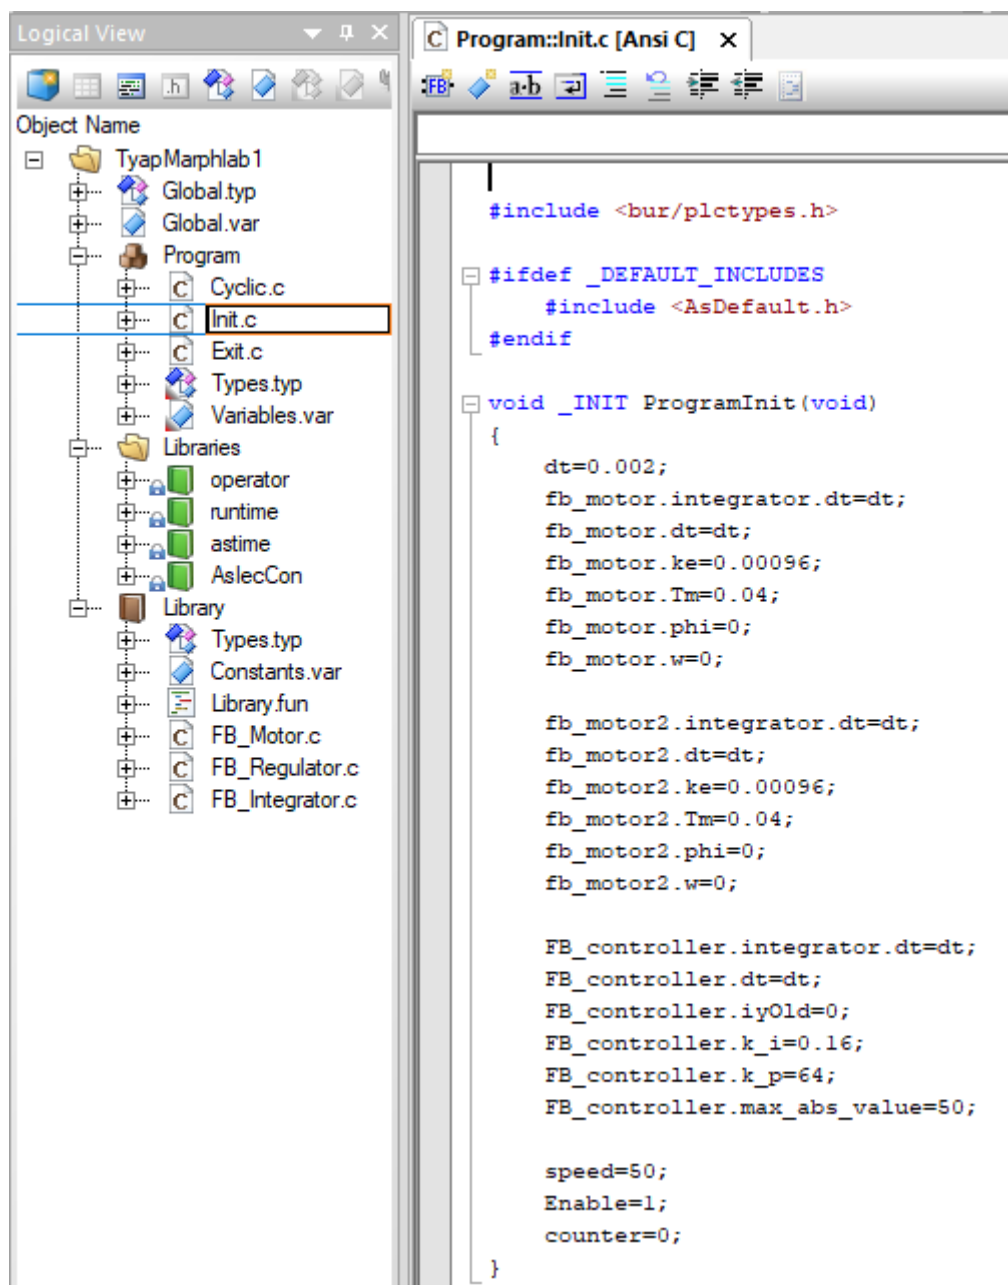 Logical View
Object Name
TyapMarphlab1
Global.typ
Global.var
Program
Cyclic.c
Init.c
Exit.c
Types.typ
Variables.var
Libraries
operator
runtime
astime
AsIecCon
Library
Types.typ
Constants.var
Library.fun
FB_Motor.c
FB_Regulator.c
FB_Integrator.c
Program::Init.c [Ansi C]
#include <bur/plctypes.h>
#ifdef _DEFAULT_INCLUDES
#include <AsDefault.h>
#endif
void _INIT ProgramInit(void)
{
dt=0.002;
fb_motor.integrator.dt=dt;
fb_motor.dt=dt;
fb_motor.ke=0.00096;
fb_motor.Tm=0.04;
fb_motor.phi=0;
fb_motor.w=0;
fb_motor2.integrator.dt=dt;
fb_motor2.dt=dt;
fb_motor2.ke=0.00096;
fb_motor2.Tm=0.04;
fb_motor2.phi=0;
fb_motor2.w=0;
FB_controller.integrator.dt=dt;
FB_controller.dt=dt;
FB_controller.iyOld=0;
FB_controller.k_i=0.16;
FB_controller.k_p=64;
FB_controller.max_abs_value=50;
speed=50;
Enable=1;
counter=0;
}